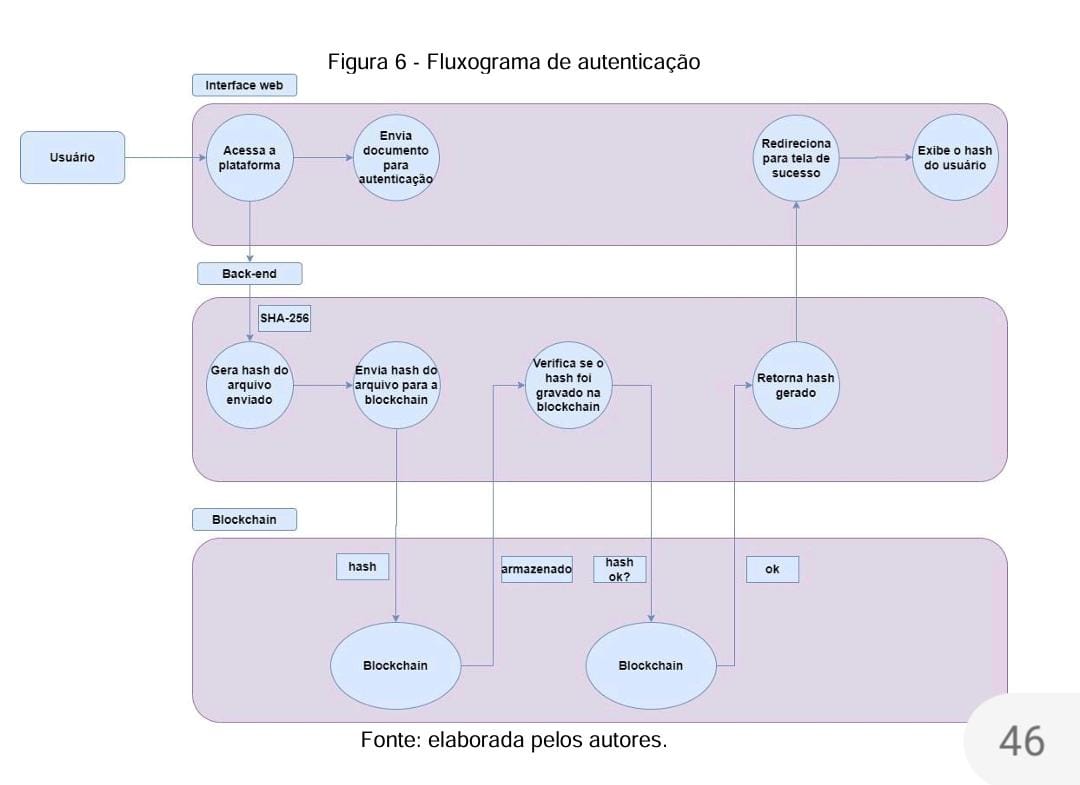 Figura 6 - Fluxograma de autenticação
Interface web
Usuário
Acessa a
plataforma
Envia
documento
para
autenticação
Redireciona
para tela de
sucesso
Exibe o hash
do usuário
Back-end
SHA-256
Gera hash do
arquivo
enviado
Envia hash do
arquivo para a
blockchain
Verifica se o
hash foi
gravado na
blockchain
Retorna hash
gerado
Blockchain
hash
armazenado
hash
ok?
ok
Blockchain
Blockchain
Fonte: elaborada pelos autores.
46